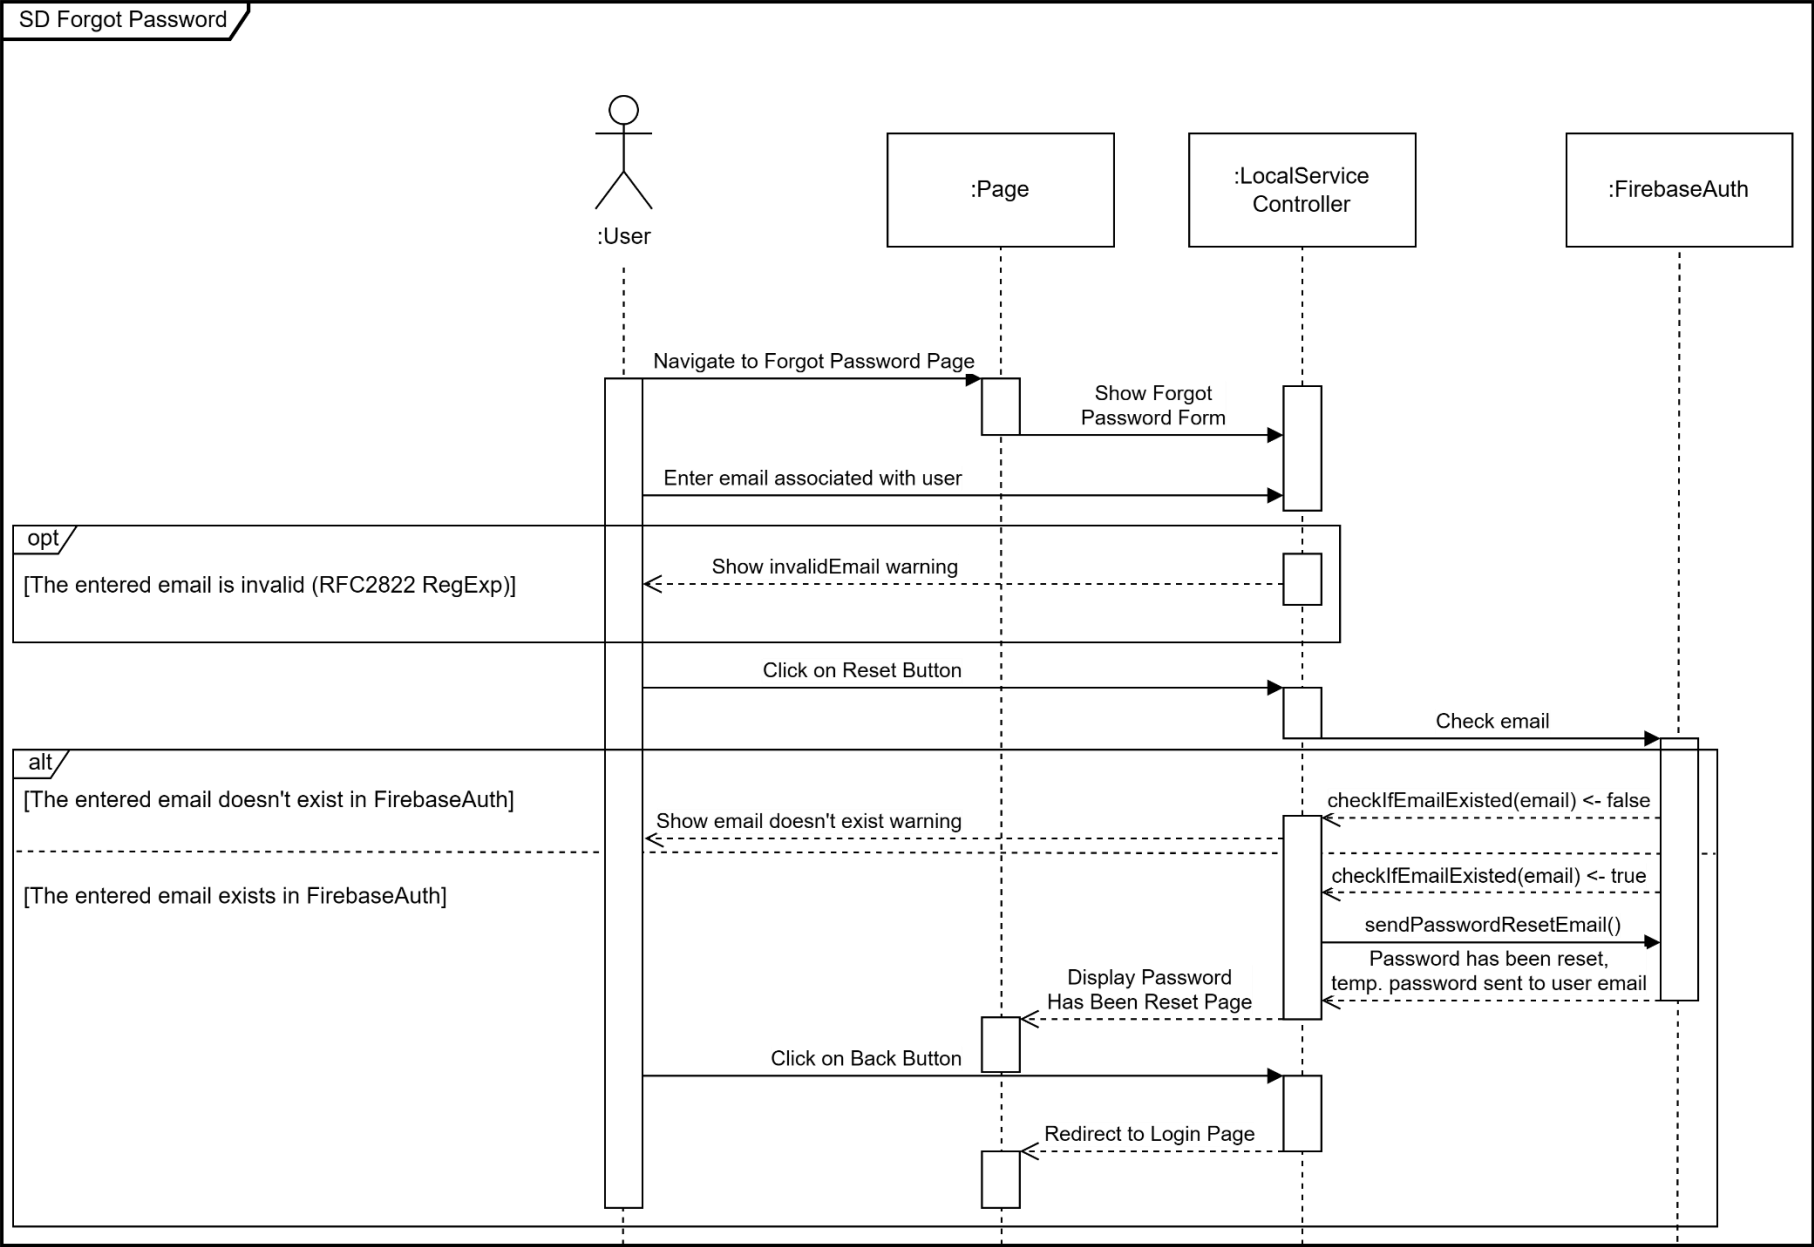 SD Forgot Password
:User
:Page
:LocalService
Controller
:FirebaseAuth
Navigate to Forgot Password Page
Show Forgot
Password Form
Enter email associated with user
opt
Show invalidEmail warning
[The entered email is invalid (RFC2822 RegExp)]
Click on Reset Button
Check email
alt
[The entered email doesn't exist in FirebaseAuth]
checkIfEmailExisted(email) <- false
Show email doesn't exist warning
checkIfEmailExisted(email) <- true
[The entered email exists in FirebaseAuth]
sendPasswordResetEmail()
Password has been reset,
temp. password sent to user email
Display Password
Has Been Reset Page
Click on Back Button
Redirect to Login Page